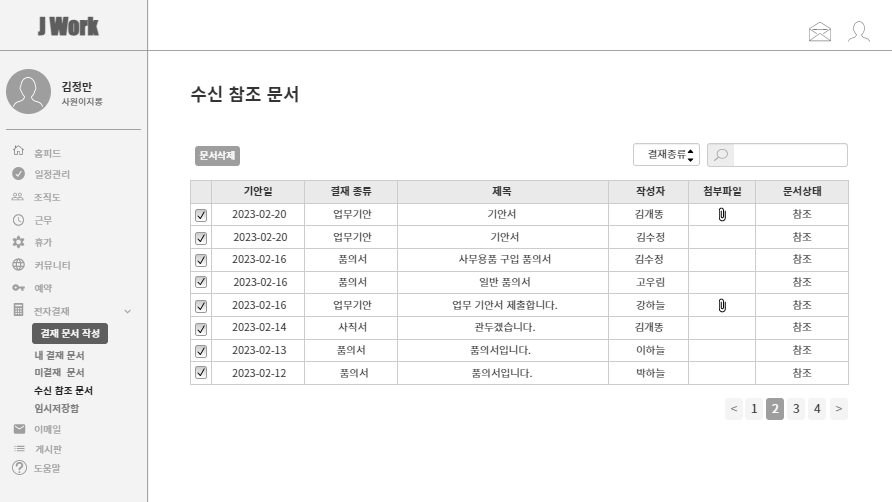 J Work
김정만
사원이지롱
홈피드
일정관리
조직도
근무
휴가
커뮤니티
예약
전자결재
결재 문서 작성
내 결재 문서
미결재 문서
수신 참조 문서
임시저장함
이메일
게시판
도움말
수신 참조 문서
문서삭제
결재종류
기안일 결재 종류 제목 작성자 첨부파일 문서상태
2023-02-20 업무기안 기안서 김개똥 참조
2023-02-20 업무기안 기안서 김수정 참조
2023-02-16 품의서 사무용품 구입 품의서 김수정 참조
2023-02-16 품의서 일반 품의서 고우림 참조
2023-02-16 업무기안 업무 기안서 제출합니다. 강하늘 참조
2023-02-14 사직서 관두겠습니다. 김개똥 참조
2023-02-13 품의서 품의서입니다. 이하늘 참조
2023-02-12 품의서 품의서입니다. 박하늘 참조
< 1 2 3 4 >